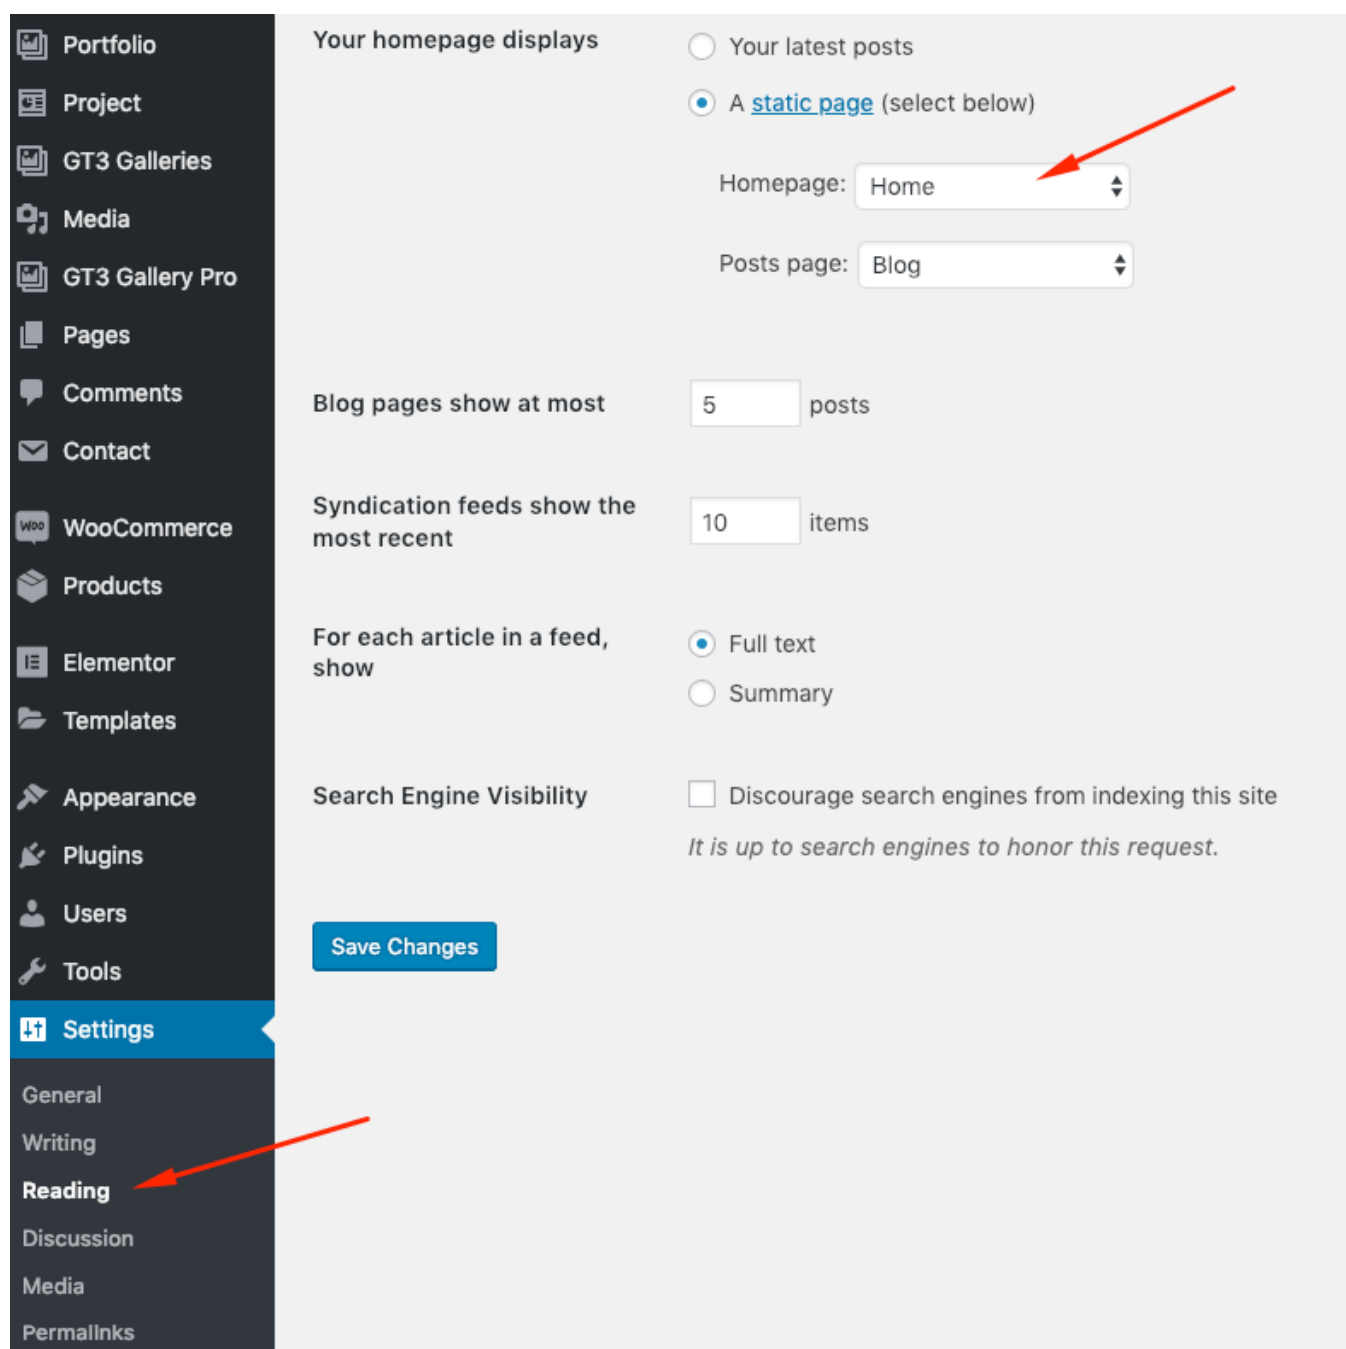 Portfolio
Project
GT3 Galleries
Media
GT3 Gallery Pro
Pages
Comments
Contact
Woo WooCommerce
Products
Elementor
Templates
Appearance
Plugins
Users
Tools
Settings
General
Writing
Reading
Discussion
Media
Permalinks
Your homepage displays
Your latest posts
A static page (select below)
Homepage: Home
Posts page: Blog
Blog pages show at most 5 posts
Syndication feeds show the
most recent
10 items
For each article in a feed,
show
Full text
Summary
Search Engine Visibility
Discourage search engines from indexing this site
It is up to search engines to honor this request.
Save Changes